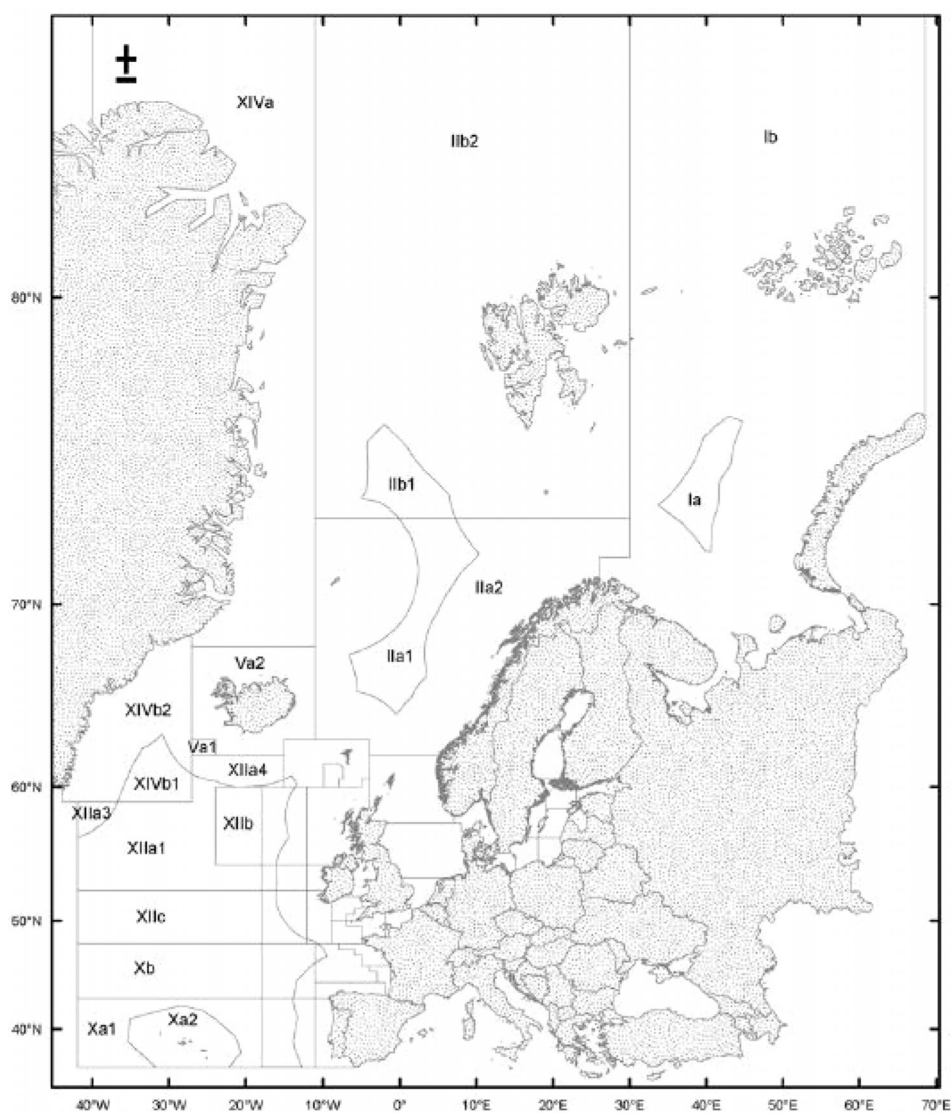 XIVa
IIb2
Ib
80°N
IIb1
Ia
IIa2
70°N
IIa1
Va2
XIVb2
Va1
XIIa4
60°N
XIVb1
XIIa3
XIIb
XIIa1
50°N
XIIc
Xb
Xa1
Xa2
40°N
40°W 30°W 20°W 10°W 0° 10°E 20°E 30°E 40°E 50°E 60°E 70°E